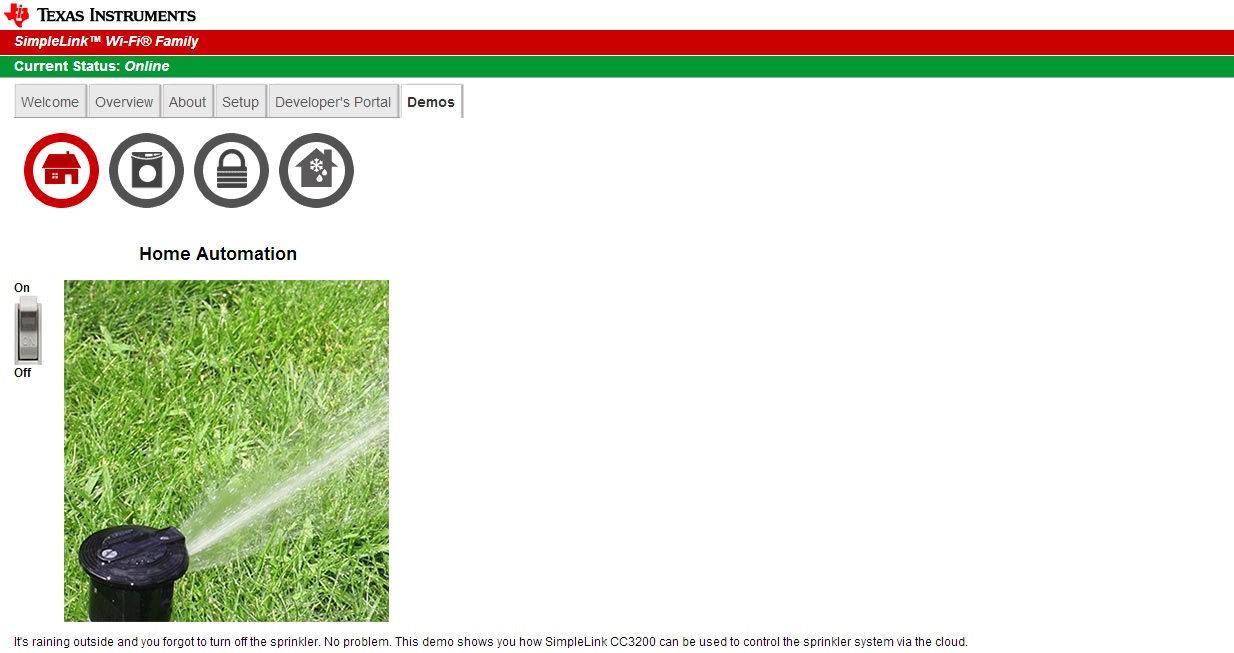 TEXAS INSTRUMENTS
SimpleLink™ Wi-Fi® Family
Current Status: Online
Welcome Overview About Setup Developer's Portal Demos
Home Automation
On
Off
It's raining outside and you forgot to turn off the sprinkler. No problem. This demo shows you how SimpleLink CC3200 can be used to control the sprinkler system via the cloud.